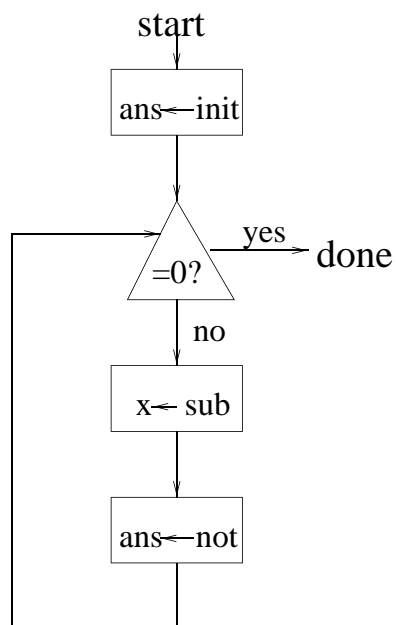 start
ans←init
yes
done
=0?
no
x← sub
ans←not